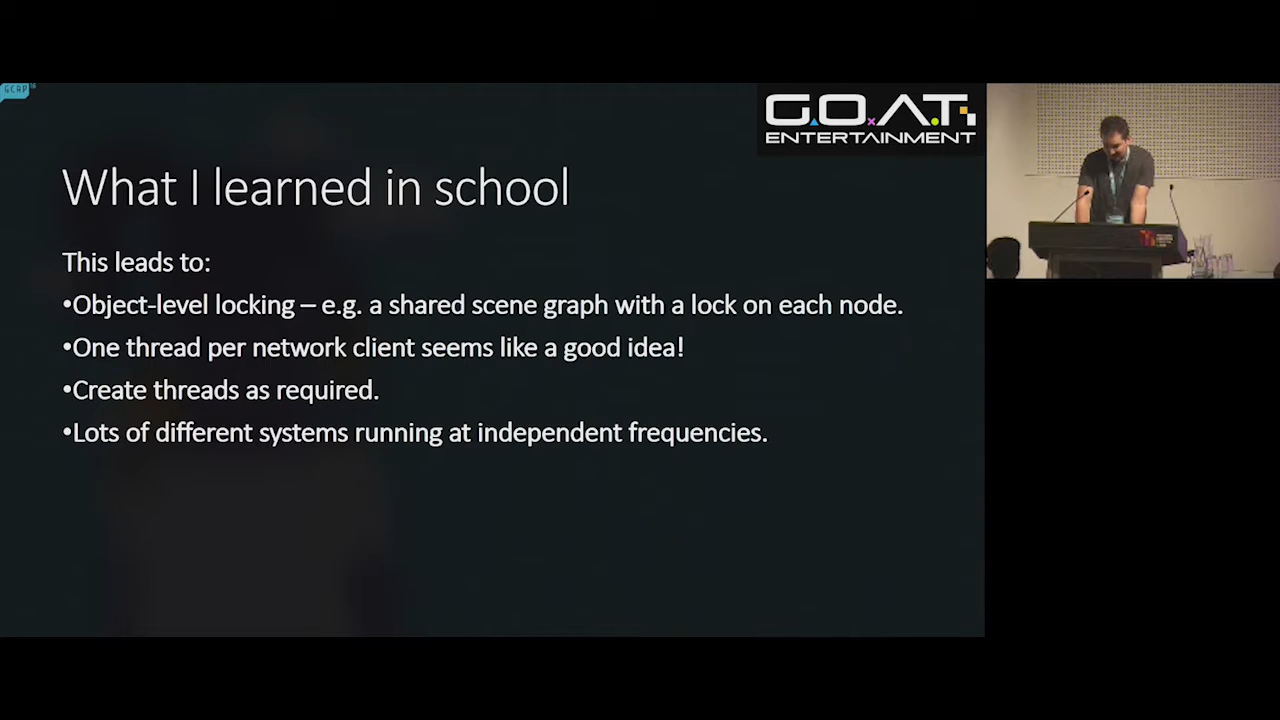 GCAP
G.O.A.T.
ENTERTAINMENT
What I learned in school
This leads to:
•Object-level locking – e.g. a shared scene graph with a lock on each node.
•One thread per network client seems like a good idea!
•Create threads as required.
•Lots of different systems running at independent frequencies.